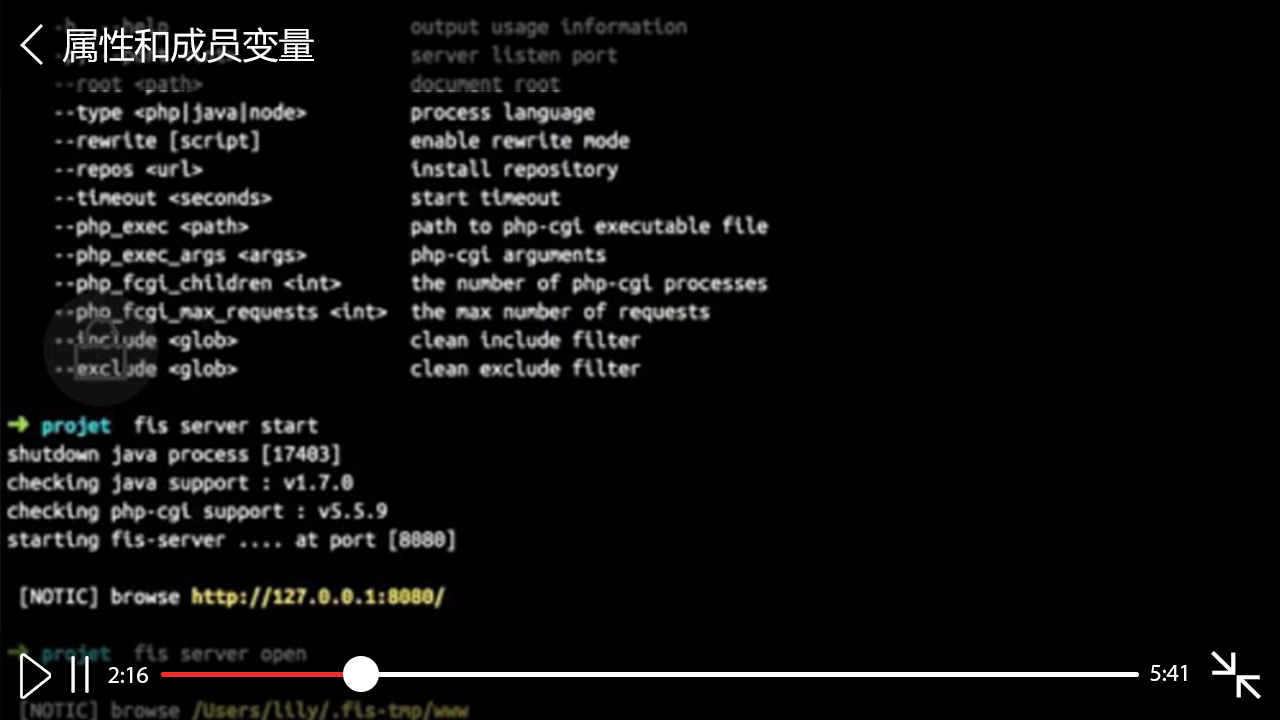 -h, --help output usage information
属性和成员变量
server listen port
--root <path> document root
--type <php|java|node> process language
--rewrite [script] enable rewrite mode
--repos <url> install repository
--timeout <seconds> start timeout
--php_exec <path> path to php-cgi executable file
--php_exec_args <args> php-cgi arguments
--php_fcgi_children <int> the number of php-cgi processes
--php_fcgi_max_requests <int> the max number of requests
--include <glob> clean include filter
--exclude <glob> clean exclude filter
➜ projet fis server start
shutdown java process [17403]
checking java support : v1.7.0
checking php-cgi support : v5.5.9
starting fis-server .... at port [8080]
[NOTIC] browse http://127.0.0.1:8080/
➜ projet fis server open
2:16 5:41
[NOTIC] browse /Users/lily/.fis-tmp/www